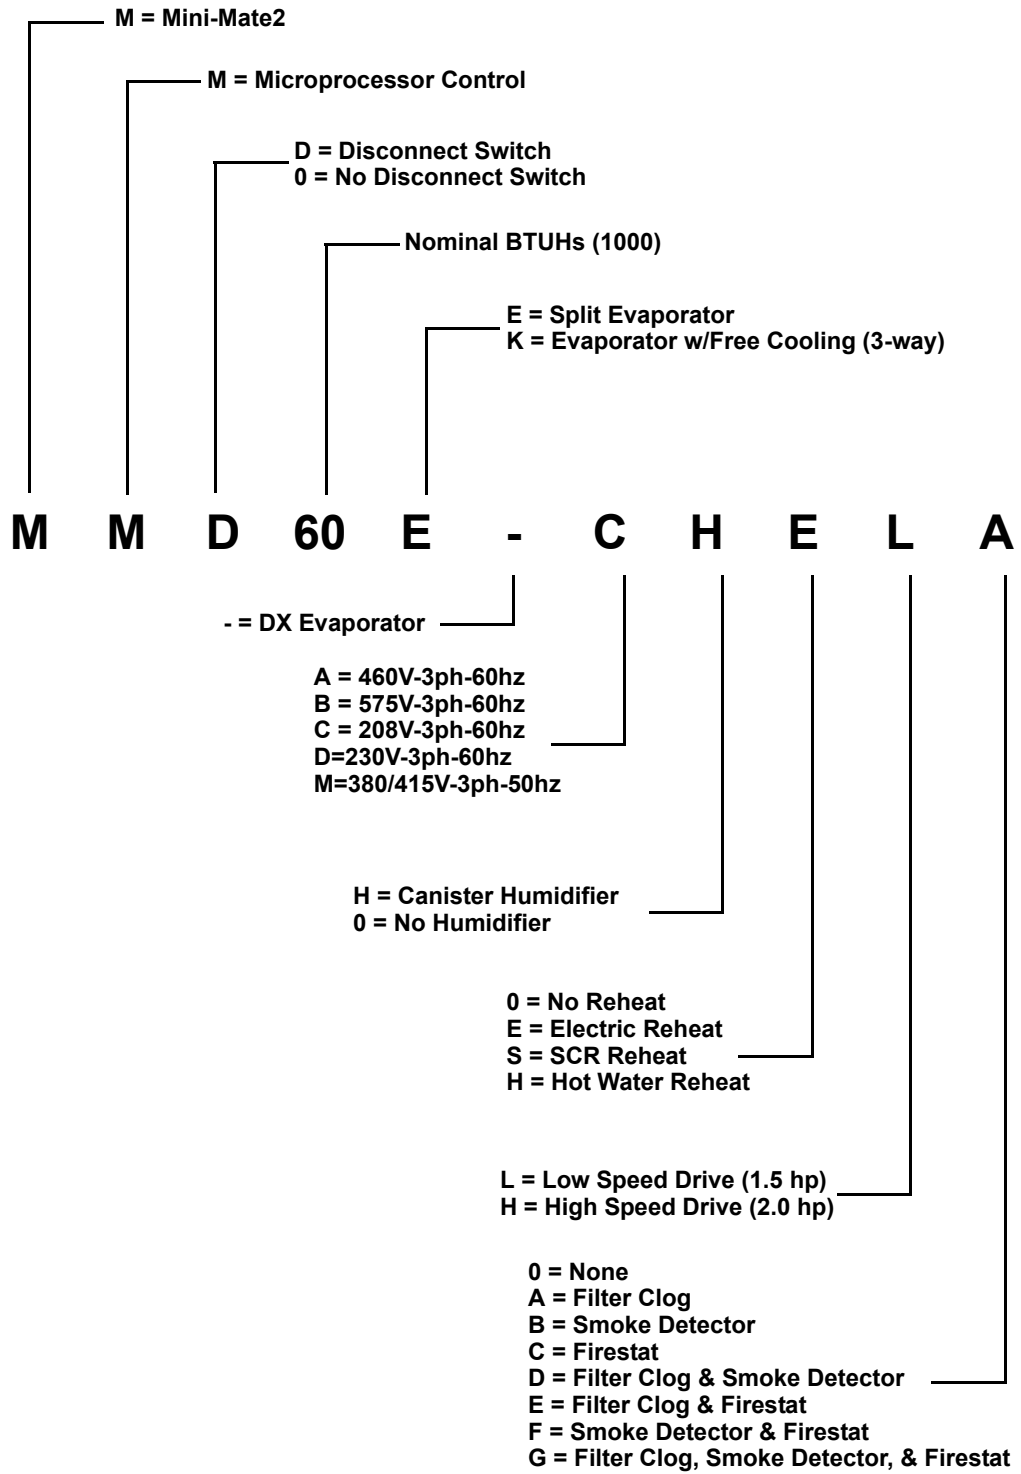 M = Mini-Mate2
M = Microprocessor Control
D = Disconnect Switch
0 = No Disconnect Switch
Nominal BTUHs (1000)
E = Split Evaporator
K = Evaporator w/Free Cooling (3-way)
M M D 60 E - C H E L A
- = DX Evaporator
A = 460V-3ph-60hz
B = 575V-3ph-60hz
C = 208V-3ph-60hz
D=230V-3ph-60hz
M=380/415V-3ph-50hz
H = Canister Humidifier
0 = No Humidifier
0 = No Reheat
E = Electric Reheat
S = SCR Reheat
H = Hot Water Reheat
L = Low Speed Drive (1.5 hp)
H = High Speed Drive (2.0 hp)
0 = None
A = Filter Clog
B = Smoke Detector
C = Firestat
D = Filter Clog & Smoke Detector
E = Filter Clog & Firestat
F = Smoke Detector & Firestat
G = Filter Clog, Smoke Detector, & Firestat